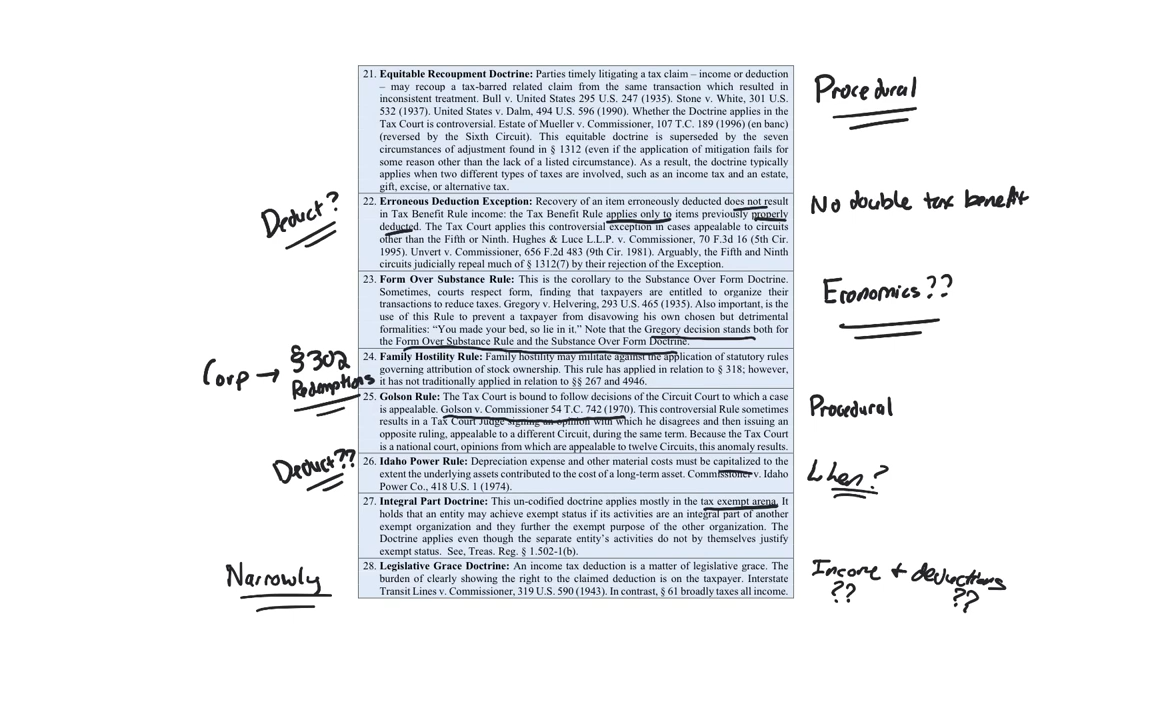 21. Equitable Recoupment Doctrine: Parties timely litigating a tax claim – income or deduction
– may recoup a tax-barred related claim from the same transaction which resulted in
inconsistent treatment. Bull v. United States 295 U.S. 247 (1935). Stone v. White, 301 U.S.
532 (1937). United States v. Dalm, 494 U.S. 596 (1990). Whether the Doctrine applies in the
Tax Court is controversial. Estate of Mueller v. Commissioner, 107 T.C. 189 (1996) (en banc)
(reversed by the Sixth Circuit). This equitable doctrine is superseded by the seven
circumstances of adjustment found in § 1312 (even if the application of mitigation fails for
some reason other than the lack of a listed circumstance). As a result, the doctrine typically
applies when two different types of taxes are involved, such as an income tax and an estate,
gift, excise, or alternative tax.
Procedural
Deduct?
22. Erroneous Deduction Exception: Recovery of an item erroneously deducted does not result
in Tax Benefit Rule income: the Tax Benefit Rule applies only to items previously properly
deducted. The Tax Court applies this controversial exception in cases appealable to circuits
other than the Fifth or Ninth. Hughes & Luce L.L.P. v. Commissioner, 70 F.3d 16 (5th Cir.
1995). Unvert v. Commissioner, 656 F.2d 483 (9th Cir. 1981). Arguably, the Fifth and Ninth
circuits judicially repeal much of § 1312(7) by their rejection of the Exception.
No double tax benefit
23. Form Over Substance Rule: This is the corollary to the Substance Over Form Doctrine.
Sometimes, courts respect form, finding that taxpayers are entitled to organize their
transactions to reduce taxes. Gregory v. Helvering, 293 U.S. 465 (1935). Also important, is the
use of this Rule to prevent a taxpayer from disavowing his own chosen but detrimental
formalities: “You made your bed, so lie in it.” Note that the Gregory decision stands both for
the Form Over Substance Rule and the Substance Over Form Doctrine.
Economics??
Corp → §302
Redemptions
24. Family Hostility Rule: Family hostility may militate against the application of statutory rules
governing attribution of stock ownership. This rule has applied in relation to § 318; however,
it has not traditionally applied in relation to §§ 267 and 4946.
25. Golson Rule: The Tax Court is bound to follow decisions of the Circuit Court to which a case
is appealable. Golson v. Commissioner 54 T.C. 742 (1970). This controversial Rule sometimes
results in a Tax Court Judge signing an opinion with which he disagrees and then issuing an
opposite ruling, appealable to a different Circuit, during the same term. Because the Tax Court
is a national court, opinions from which are appealable to twelve Circuits, this anomaly results.
Procedural
Deduct??
26. Idaho Power Rule: Depreciation expense and other material costs must be capitalized to the
extent the underlying assets contributed to the cost of a long-term asset. Commissioner v. Idaho
Power Co., 418 U.S. 1 (1974).
When?
27. Integral Part Doctrine: This un-codified doctrine applies mostly in the tax exempt arena. It
holds that an entity may achieve exempt status if its activities are an integral part of another
exempt organization and they further the exempt purpose of the other organization. The
Doctrine applies even though the separate entity’s activities do not by themselves justify
exempt status. See, Treas. Reg. § 1.502-1(b).
Narrowly
28. Legislative Grace Doctrine: An income tax deduction is a matter of legislative grace. The
burden of clearly showing the right to the claimed deduction is on the taxpayer. Interstate
Transit Lines v. Commissioner, 319 U.S. 590 (1943). In contrast, § 61 broadly taxes all income.
Income + deductions
?? ??